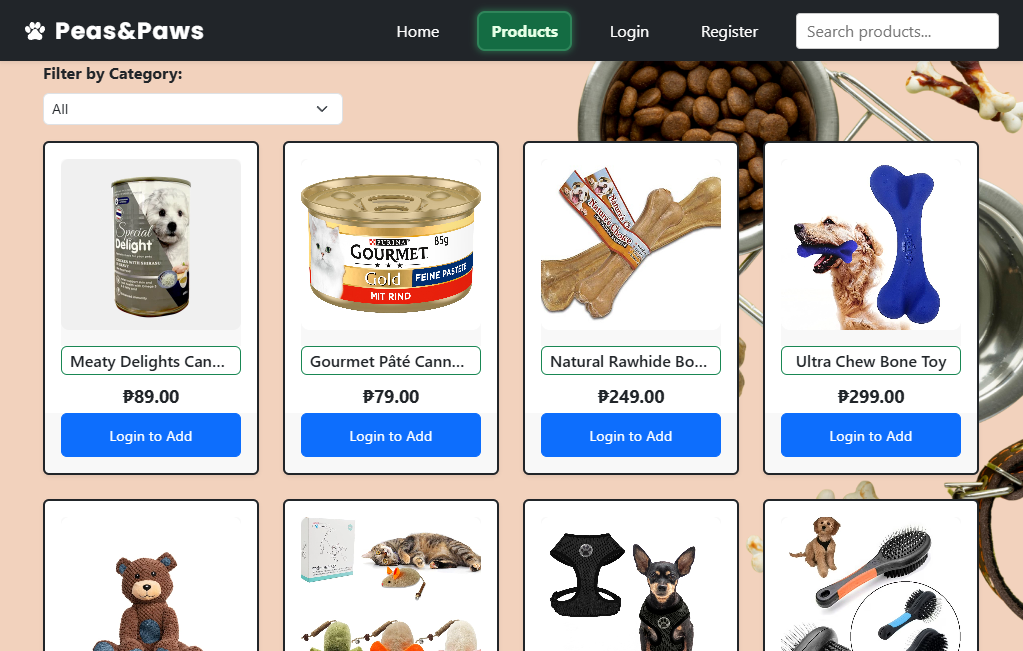 Peas&Paws
Home
Products
Login
Register
Search products...
Filter by Category:
All
Special
Delight
PURINA
GOURMET
85g
Gold
FEINE PASTETE
MIT RIND
Meaty Delights Can...
Gourmet Pâté Cann...
Natural Rawhide Bo...
Ultra Chew Bone Toy
₱89.00
₱79.00
₱249.00
₱299.00
Login to Add
Login to Add
Login to Add
Login to Add